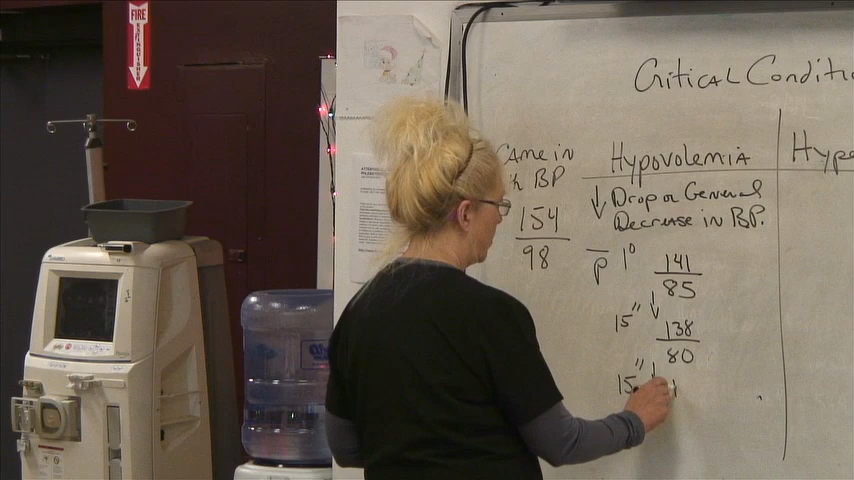 FIRE
EXTINGUISHER
Critical Conditi
Came in
BP
154
98
Hypovolemia
Hype
↓ Drop or General
Decrease in BP.
p̄ 1°
141
85
15" ↓
138
80
15" ↓